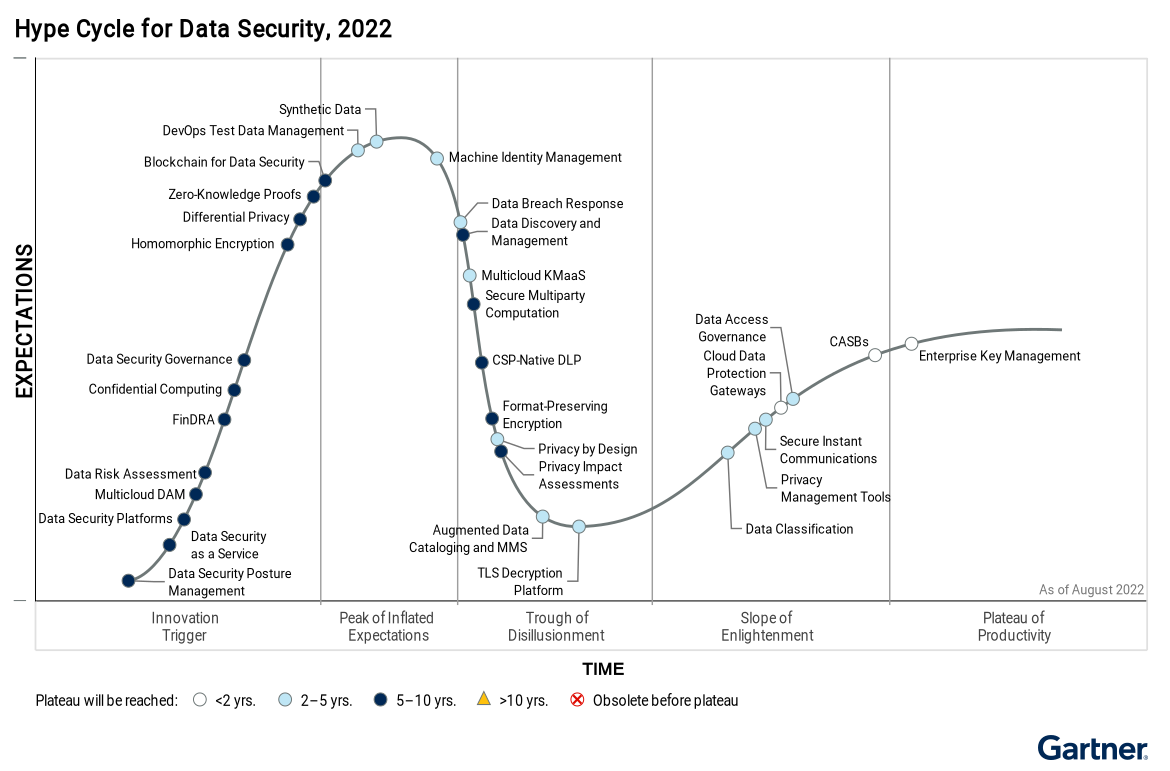 Hype Cycle for Data Security, 2022
Synthetic Data
DevOps Test Data Management
Blockchain for Data Security
Zero-Knowledge Proofs
Differential Privacy
Homomorphic Encryption
Data Security Governance
Confidential Computing
FinDRA
Data Risk Assessment
Multicloud DAM
Data Security Platforms
Data Security
as a Service
Data Security Posture
Management
Machine Identity Management
Data Breach Response
Data Discovery and
Management
Multicloud KMaaS
Secure Multiparty
Computation
CSP-Native DLP
Format-Preserving
Encryption
Privacy by Design
Privacy Impact
Assessments
Augmented Data
Cataloging and MMS
TLS Decryption
Platform
Data Access
Governance
Cloud Data
Protection
Gateways
Secure Instant
Communications
Privacy
Management Tools
Data Classification
CASBs
Enterprise Key Management
EXPECTATIONS
As of August 2022
Innovation
Trigger
Peak of Inflated
Expectations
Trough of
Disillusionment
Slope of
Enlightenment
Plateau of
Productivity
TIME
Plateau will be reached: <2 yrs. 2–5 yrs. 5–10 yrs. >10 yrs. Obsolete before plateau
Gartner®